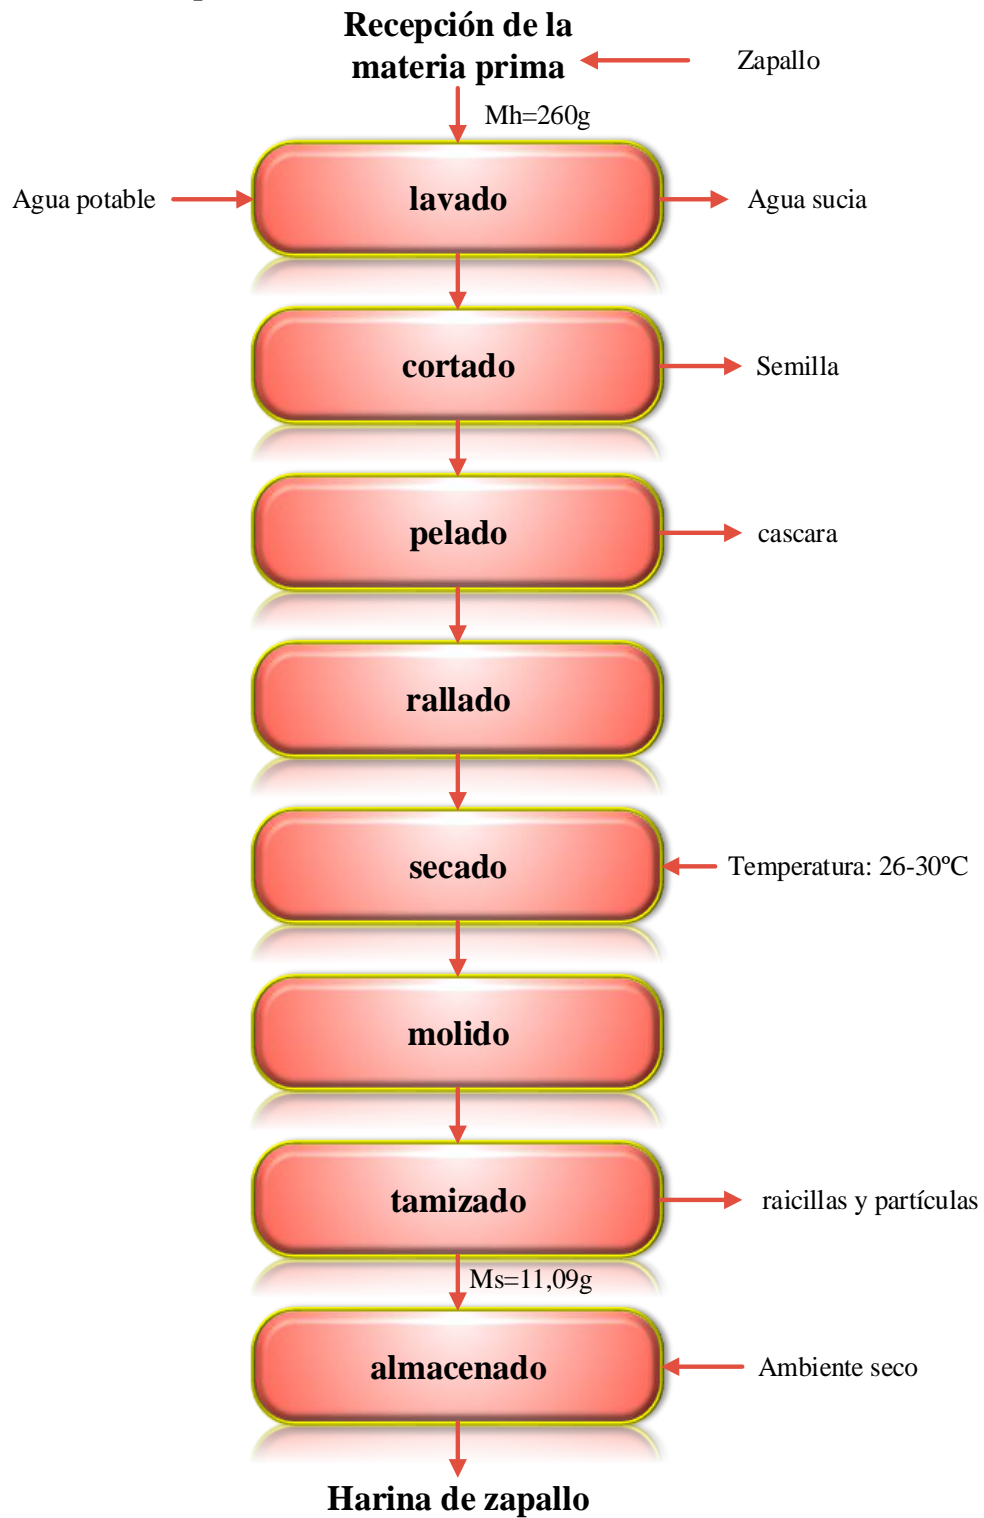 Recepción de la
materia prima
Zapallo
Mh=260g
Agua potable
lavado
Agua sucia
cortado
Semilla
pelado
cascara
rallado
secado
Temperatura: 26-30ºC
molido
tamizado
raicillas y partículas
Ms=11,09g
almacenado
Ambiente seco
Harina de zapallo